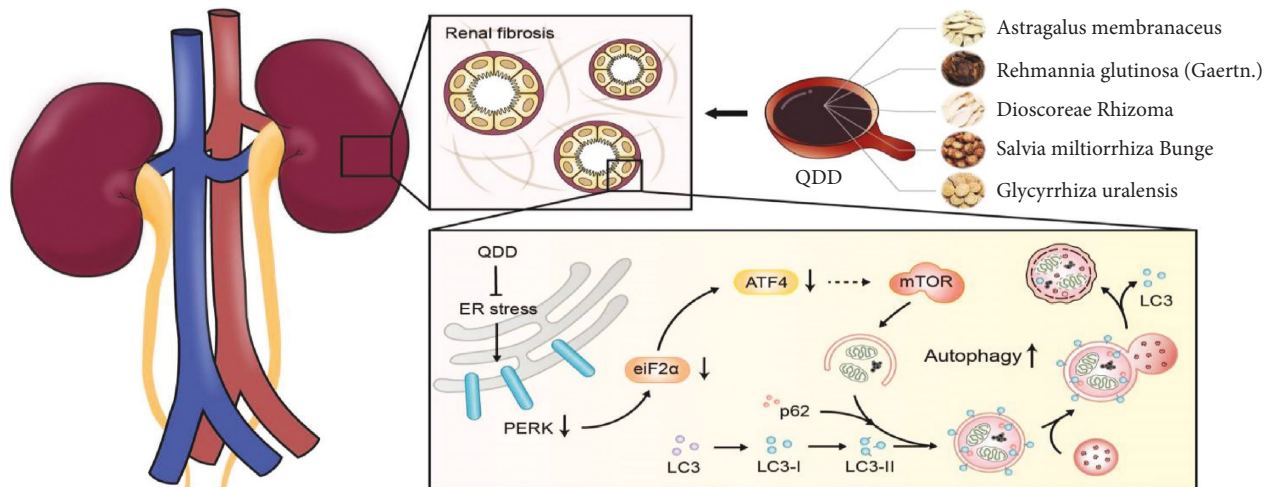 Renal fibrosis
QDD
Astragalus membranaceus
Rehmannia glutinosa (Gaertn.)
Dioscoreae Rhizoma
Salvia miltiorrhiza Bunge
Glycyrrhiza uralensis
QDD
ER stress
PERK
eiF2α
ATF4
mTOR
Autophagy
LC3
p62
LC3
LC3-I
LC3-II